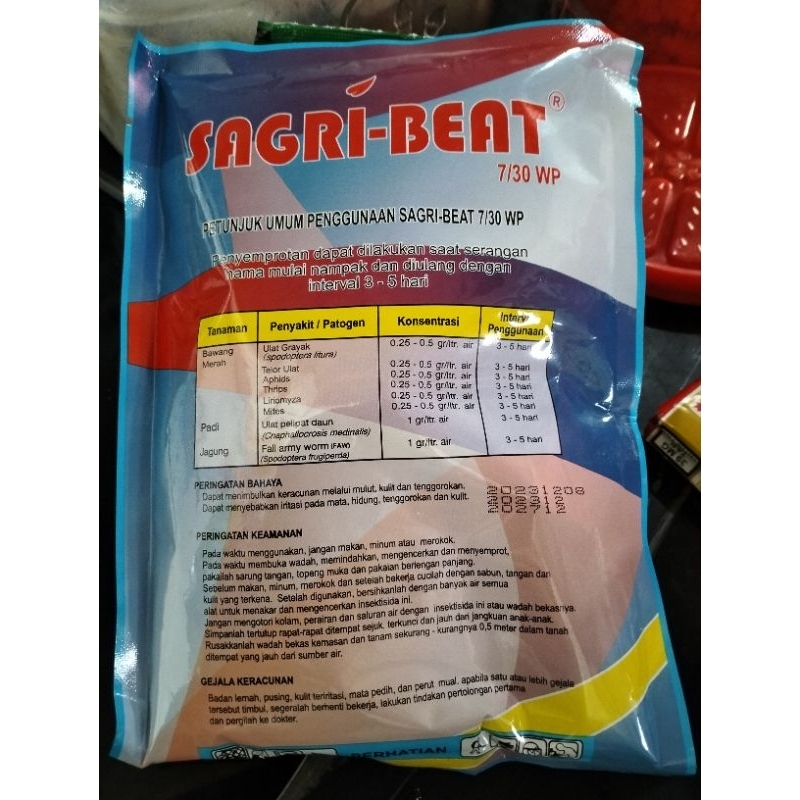 SAGRI-BEAT®
7/30 WP
PETUNJUK UMUM PENGGUNAAN SAGRI-BEAT 7/30 WP
Penyemprotan dapat dilakukan saat serangan
hama mulai nampak dan diulang dengan
interval 3 - 5 hari
Tanaman Penyakit / Patogen Konsentrasi Interv Penggunaan
Bawang Merah Ulat Grayak 0.25 - 0.5 gr/ltr. air 3 - 5 hari
(spodoptera litura)
Telor Ulat 0.25 - 0.5 gr/ltr. air 3 - 5 hari
Aphids 0.25 - 0.5 gr/ltr. air 3 - 5 hari
Thrips 0.25 - 0.5 gr/ltr. air 3 - 5 hari
Liriomyza 0.25 - 0.5 gr/ltr. air 3 - 5 hari
Mites 0.25 - 0.5 gr/ltr. air 3 - 5 hari
Padi Ulat pelipat daun 1 gr/ltr. air 3 - 5 hari
(Cnaphallocrosis medinalis)
Jagung Fall army worm (FAW) 1 gr/ltr. air 3 - 5 hari
(Spodoptera frugiperda)
PERINGATAN BAHAYA
Dapat menimbulkan keracunan melalui mulut, kulit dan tenggorokan.
Dapat menyebabkan iritasi pada mata, hidung, tenggorokan dan kulit.
PERINGATAN KEAMANAN
Pada waktu menggunakan, jangan makan, minum atau merokok.
Pada waktu membuka wadah, memindahkan, mengencerkan dan menyemprot,
pakailah sarung tangan, topeng muka dan pakaian berlengan panjang.
Sebelum makan, minum, merokok dan setelah bekerja cucilah dengan sabun, tangan dan
kulit yang terkena. Setelah digunakan, bersihkanlah dengan banyak air semua
alat untuk menakar dan mengencerkan insektisida ini.
Jangan mengotori kolam, perairan dan saluran air dengan insektisida ini atau wadah bekasnya.
Simpanlah tertutup rapat-rapat ditempat sejuk, terkunci dan jauh dari jangkuan anak-anak.
Rusakkanlah wadah bekas kemasan dan tanam sekurang - kurangnya 0,5 meter dalam tanah
ditempat yang jauh dari sumber air.
GEJALA KERACUNAN
Badan lemah, pusing, kulit teriritasi, mata pedih, dan perut mual. apabila satu atau lebih gejala
tersebut timbul, segeralah berhenti bekerja, lakukan tindakan pertolongan pertama
dan pergilah ke dokter.
PERHATIAN